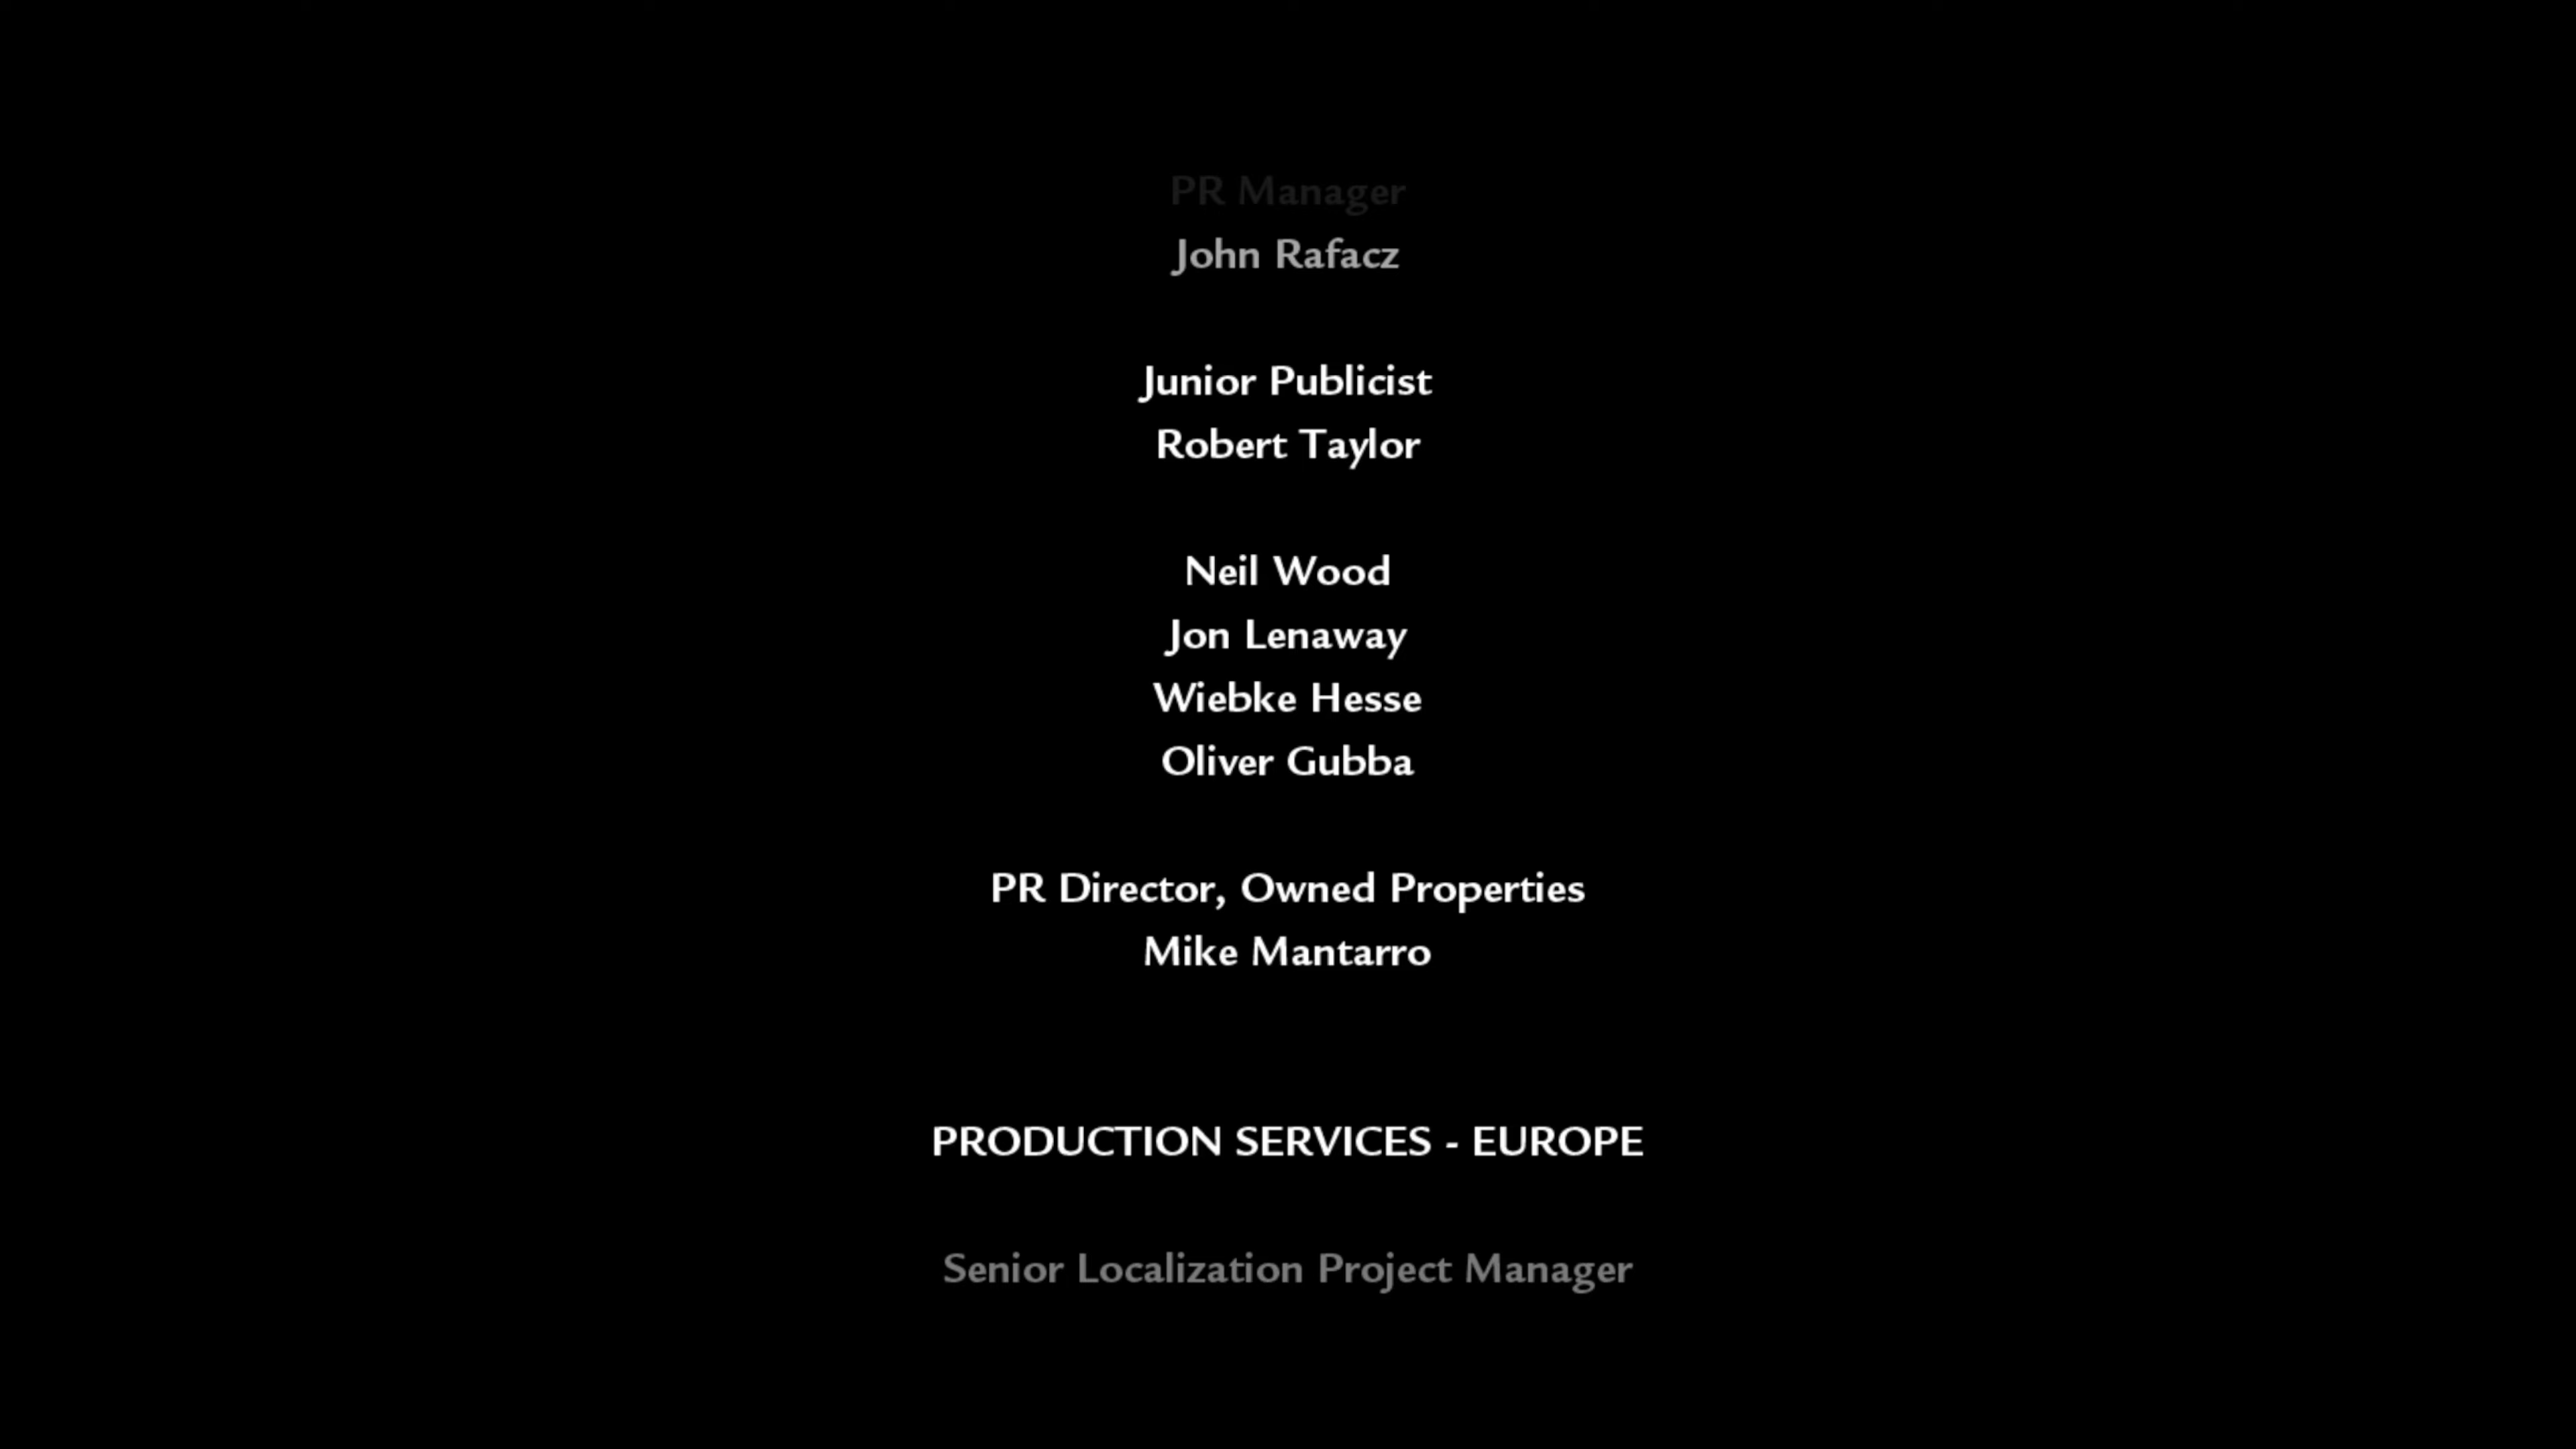 PR Manager
John Rafacz
Junior Publicist
Robert Taylor
Neil Wood
Jon Lenaway
Wiebke Hesse
Oliver Gubba
PR Director, Owned Properties
Mike Mantarro
PRODUCTION SERVICES - EUROPE
Senior Localization Project Manager